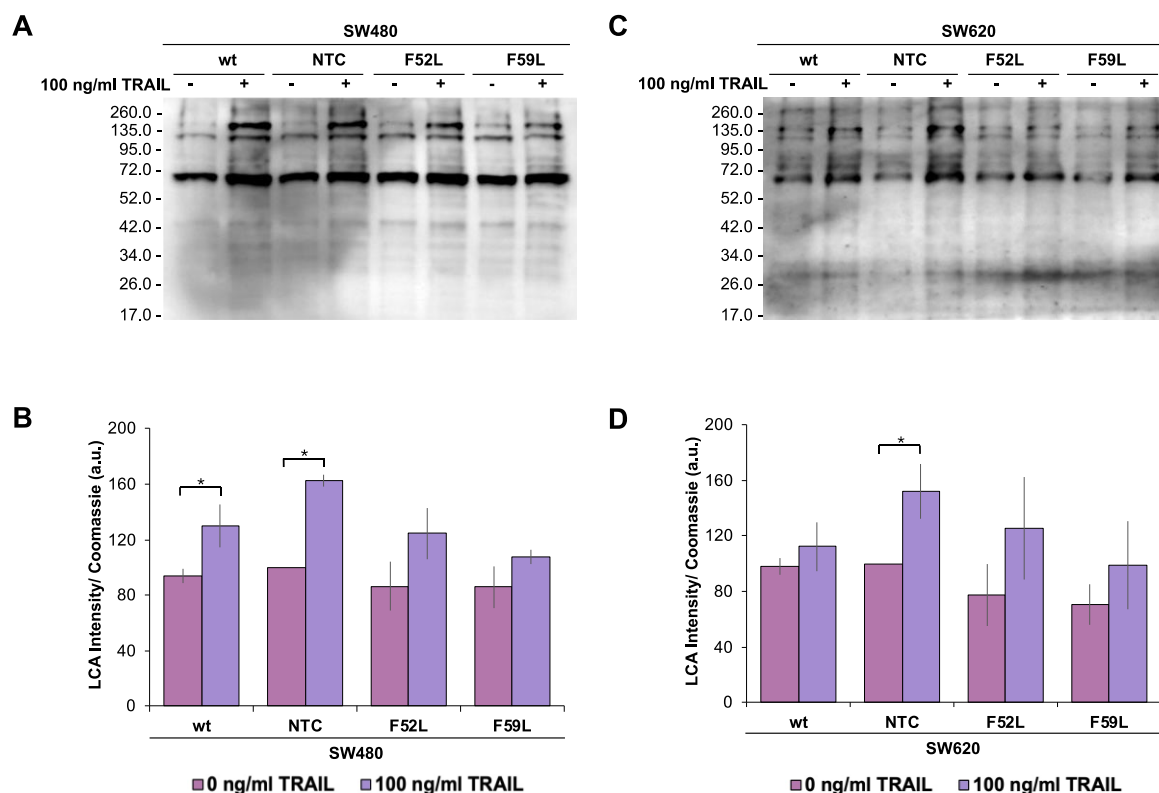 A
SW480
wt NTC F52L F59L
100 ng/ml TRAIL - + - + - + - +
260.0 -
135.0 -
95.0 -
72.0 -
52.0 -
42.0 -
34.0 -
26.0 -
17.0 -
C
SW620
wt NTC F52L F59L
100 ng/ml TRAIL - + - + - + - +
260.0 -
135.0 -
95.0 -
72.0 -
52.0 -
42.0 -
34.0 -
26.0 -
17.0 -
B
LCA Intensity/ Coomassie (a.u.)
200
160
120
80
40
0
* *
wt NTC F52L F59L
SW480
0 ng/ml TRAIL 100 ng/ml TRAIL
D
LCA Intensity/ Coomassie (a.u.)
200
160
120
80
40
0
*
wt NTC F52L F59L
SW620
0 ng/ml TRAIL 100 ng/ml TRAIL